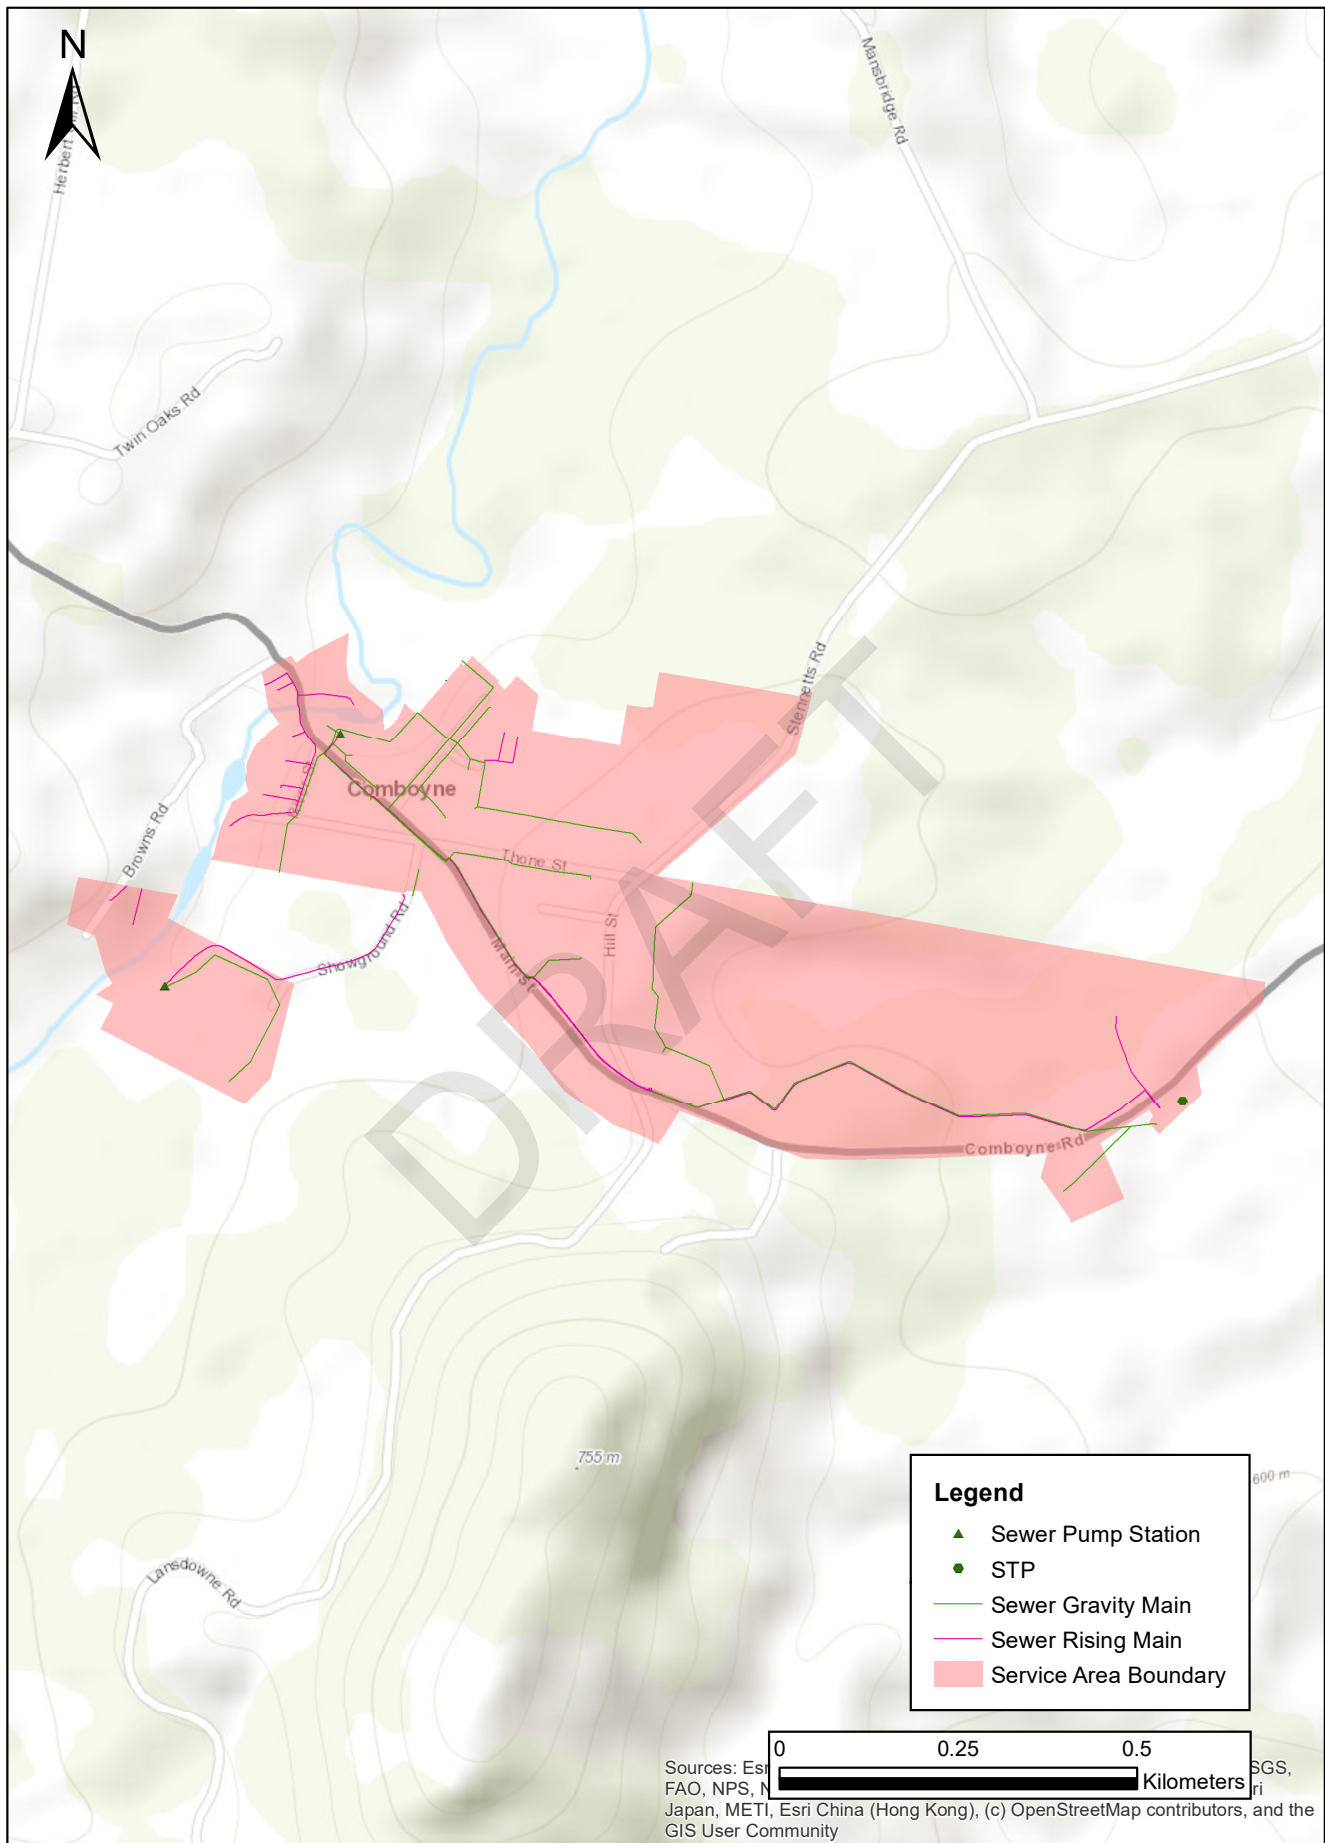 N
Mansbridge Rd
Twin Oaks Rd
Stennetts Rd
Comboyne
Browns Rd
Thone St
Hill St
Showground Rd
Main St
DRAFT
Comboyne Rd
755 m
600 m
Lansdowne Rd
Legend
Sewer Pump Station
STP
Sewer Gravity Main
Sewer Rising Main
Service Area Boundary
0 0.25 0.5
Kilometers
Sources: Esr SGS,
FAO, NPS, N ri
Japan, METI, Esri China (Hong Kong), (c) OpenStreetMap contributors, and the
GIS User Community